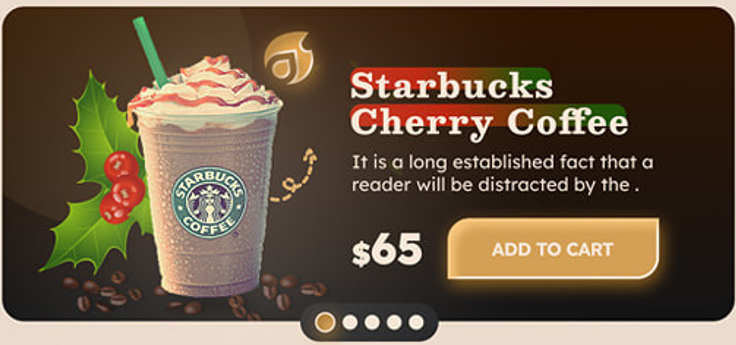 STARBUCKS
COFFEE
Starbucks
Cherry Coffee
It is a long established fact that a
reader will be distracted by the .
$65
ADD TO CART